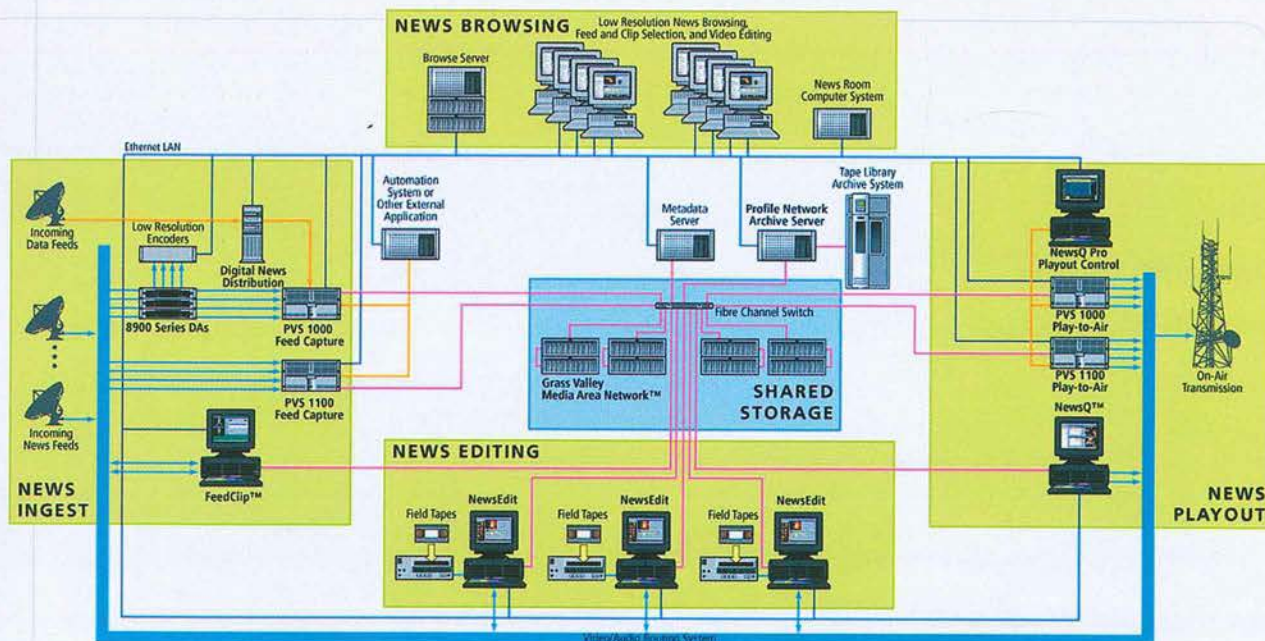 NEWS BROWSING
Low Resolution News Browsing,
Feed and Clip Selection, and Video Editing
Browse Server
News Room
Computer System
Ethernet LAN
Incoming
Data Feeds
Low Resolution
Encoders
Digital News
Distribution
8900 Series DAs
PVS 1000
Feed Capture
PVS 1100
Feed Capture
Incoming
News Feeds
FeedClip™
NEWS
INGEST
Automation
System or
Other External
Application
Metadata
Server
Profile Network
Archive Server
Tape Library
Archive System
Fibre Channel Switch
Grass Valley
Media Area Network™
SHARED
STORAGE
NEWS EDITING
Field Tapes
NewsEdit
Field Tapes
NewsEdit
Field Tapes
NewsEdit
NewsQ Pro
Playout Control
PVS 1000
Play-to-Air
PVS 1100
Play-to-Air
On-Air
Transmission
NewsQ™
NEWS
PLAYOUT
Video/Audio Routing System